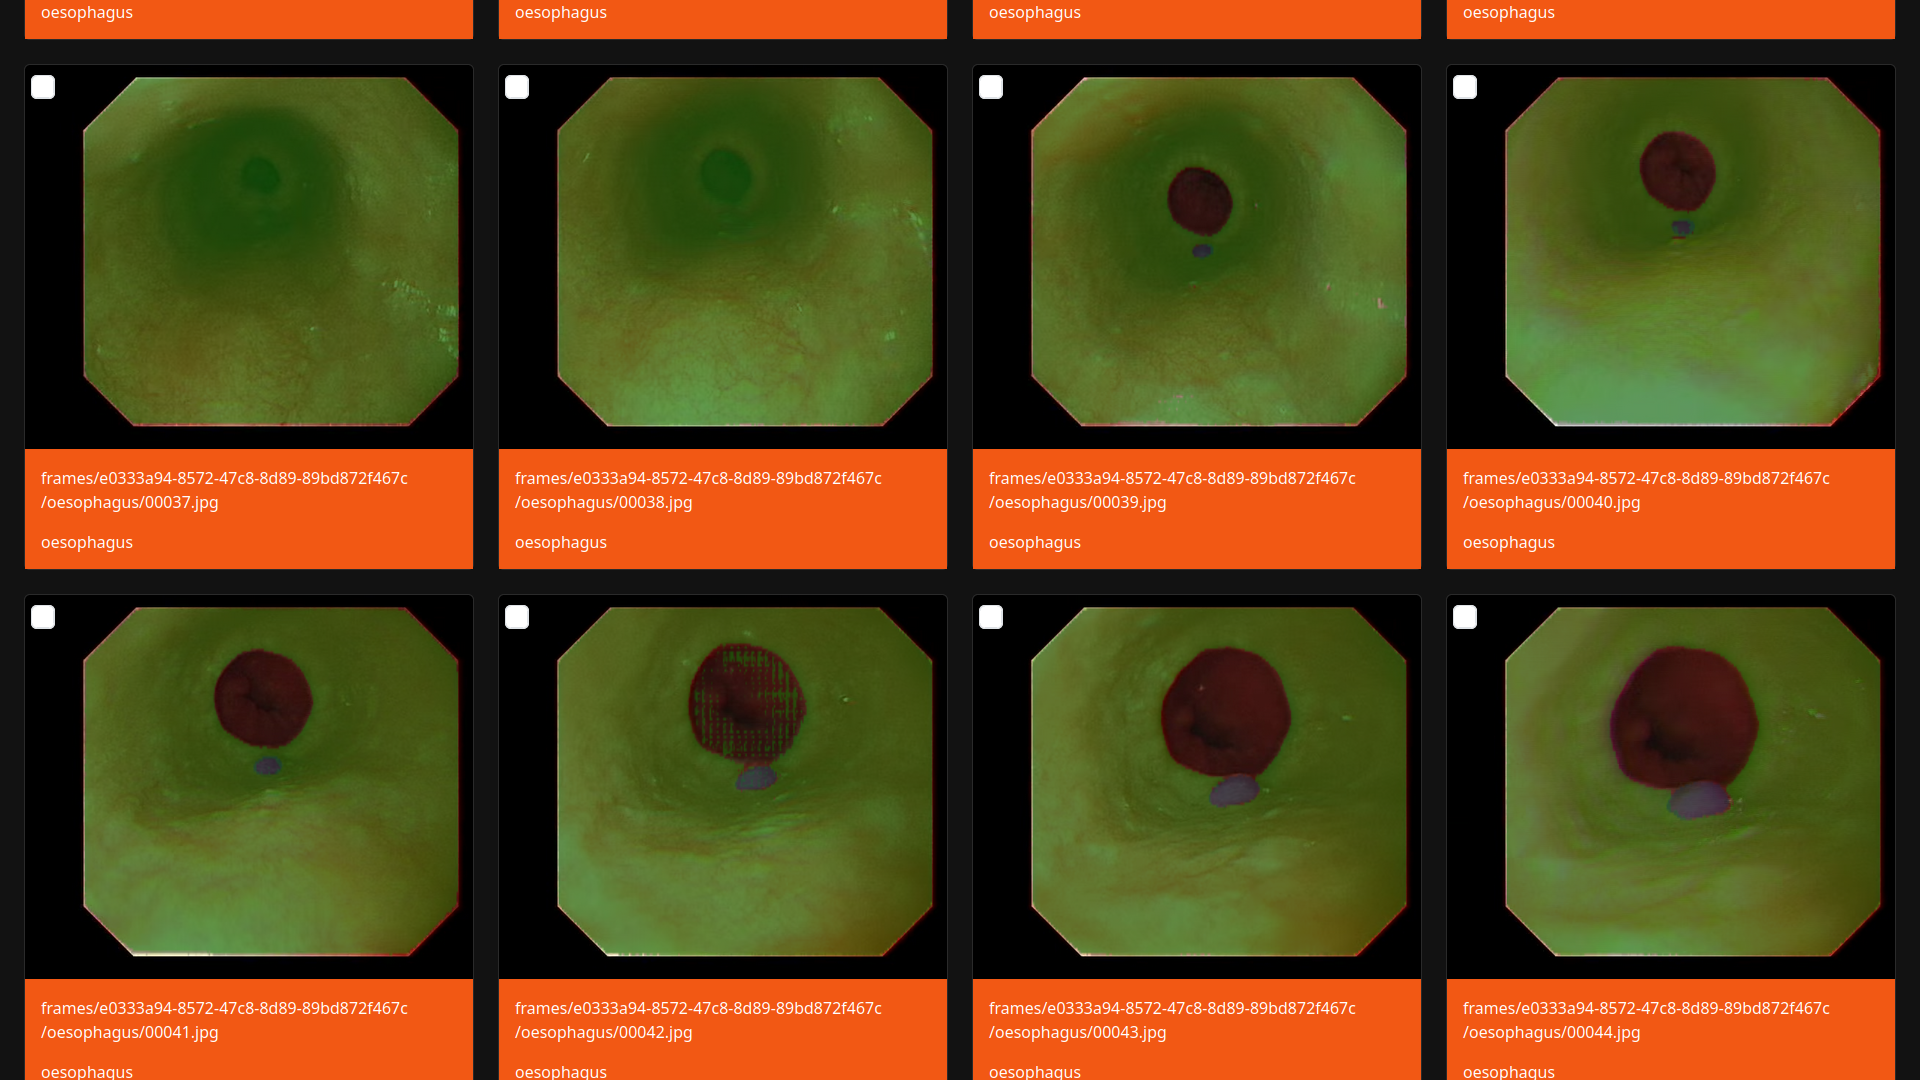 oesophagus
oesophagus
oesophagus
oesophagus
frames/e0333a94-8572-47c8-8d89-89bd872f467c
/oesophagus/00037.jpg
oesophagus
frames/e0333a94-8572-47c8-8d89-89bd872f467c
/oesophagus/00038.jpg
oesophagus
frames/e0333a94-8572-47c8-8d89-89bd872f467c
/oesophagus/00039.jpg
oesophagus
frames/e0333a94-8572-47c8-8d89-89bd872f467c
/oesophagus/00040.jpg
oesophagus
frames/e0333a94-8572-47c8-8d89-89bd872f467c
/oesophagus/00041.jpg
oesophagus
frames/e0333a94-8572-47c8-8d89-89bd872f467c
/oesophagus/00042.jpg
oesophagus
frames/e0333a94-8572-47c8-8d89-89bd872f467c
/oesophagus/00043.jpg
oesophagus
frames/e0333a94-8572-47c8-8d89-89bd872f467c
/oesophagus/00044.jpg
oesophagus